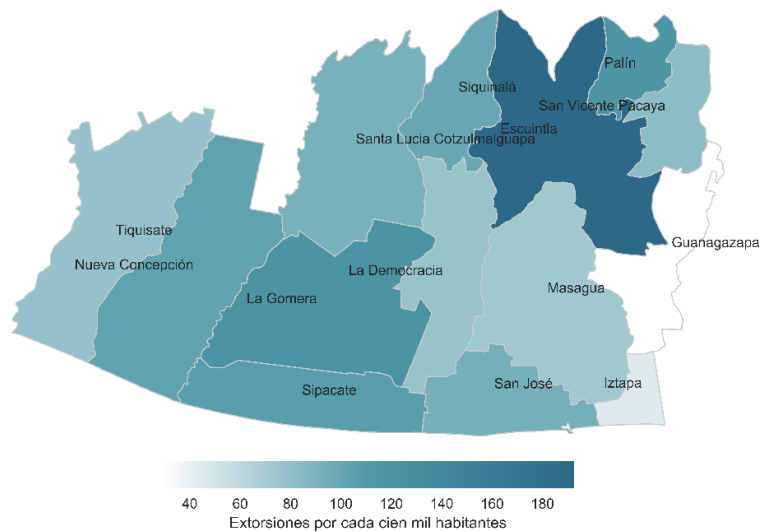 Palín
Siquinalá
San Vicente Pacaya
Escuintla
Santa Lucia Cotzulmalguapa
Tiquisate
Guanagazapa
Nueva Concepción
La Democracia
Masagua
La Gomera
Sipacate
San José
Iztapa
40 60 80 100 120 140 160 180
Extorsiones por cada cien mil habitantes